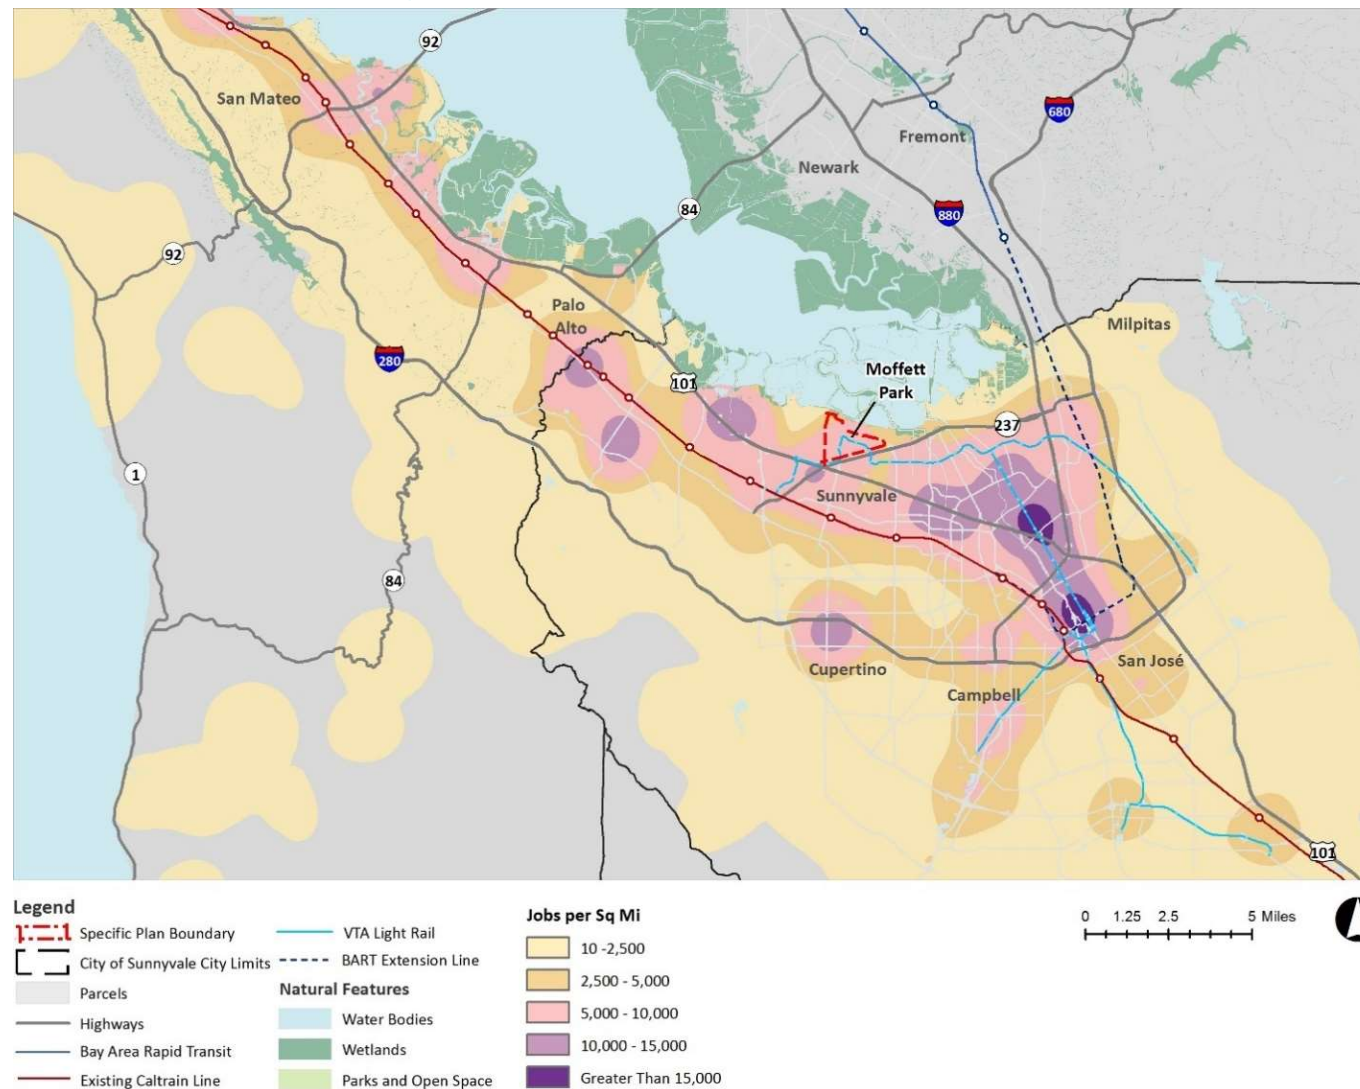 92
San Mateo
680
Fremont
Newark
84
880
92
Palo
Alto
Milpitas
280
101
Moffett
Park
237
1
Sunnyvale
84
Cupertino
San José
Campbell
101
Legend
Specific Plan Boundary
City of Sunnyvale City Limits
Parcels
Highways
Bay Area Rapid Transit
Existing Caltrain Line
VTA Light Rail
BART Extension Line
Natural Features
Water Bodies
Wetlands
Parks and Open Space
Jobs per Sq Mi
10 -2,500
2,500 - 5,000
5,000 - 10,000
10,000 - 15,000
Greater Than 15,000
0 1.25 2.5 5 Miles